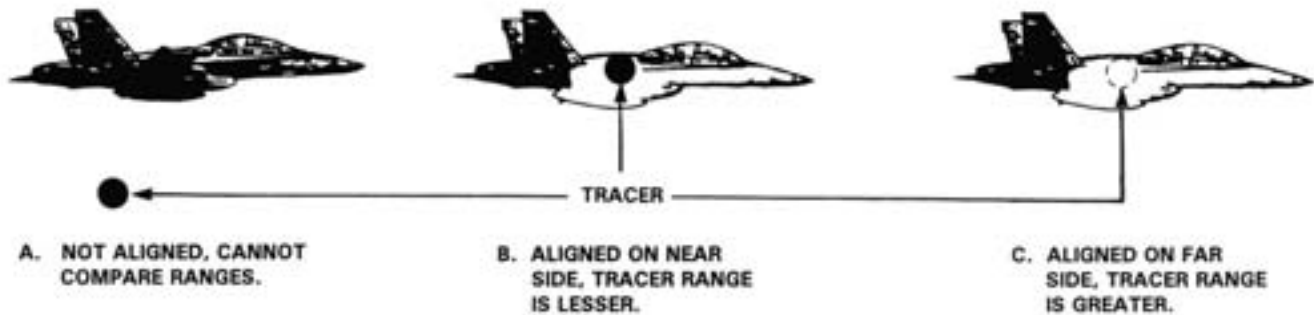 TRACER
A. NOT ALIGNED, CANNOT
COMPARE RANGES.
B. ALIGNED ON NEAR
SIDE, TRACER RANGE
IS LESSER.
C. ALIGNED ON FAR
SIDE, TRACER RANGE
IS GREATER.